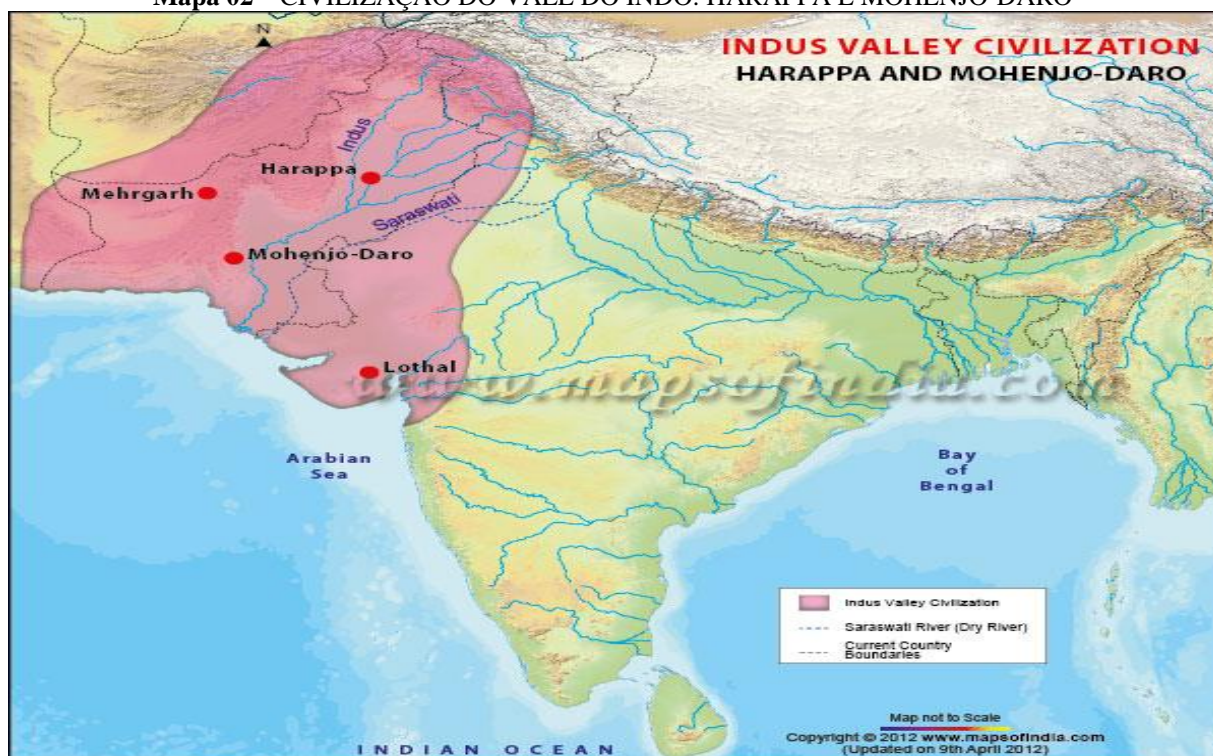 Mapa 02 – CIVILIZAÇÃO DO VALE DO INDO: HARAPPA E MOHENJO-DARO
N
INDUS VALLEY CIVILIZATION
HARAPPA AND MOHENJO-DARO
Indus
Harappa
Mehrgarh
Saraswati
Mohenjo-Daro
Lothal
www.mapsofindia.com
Arabian
Sea
Bay
of
Bengal
Indus Valley Civilization
Saraswati River (Dry River)
Current Country
Boundaries
Map not to Scale
Copyright © 2012 www.mapsofindia.com
(Updated on 9th April 2012)
INDIAN OCEAN